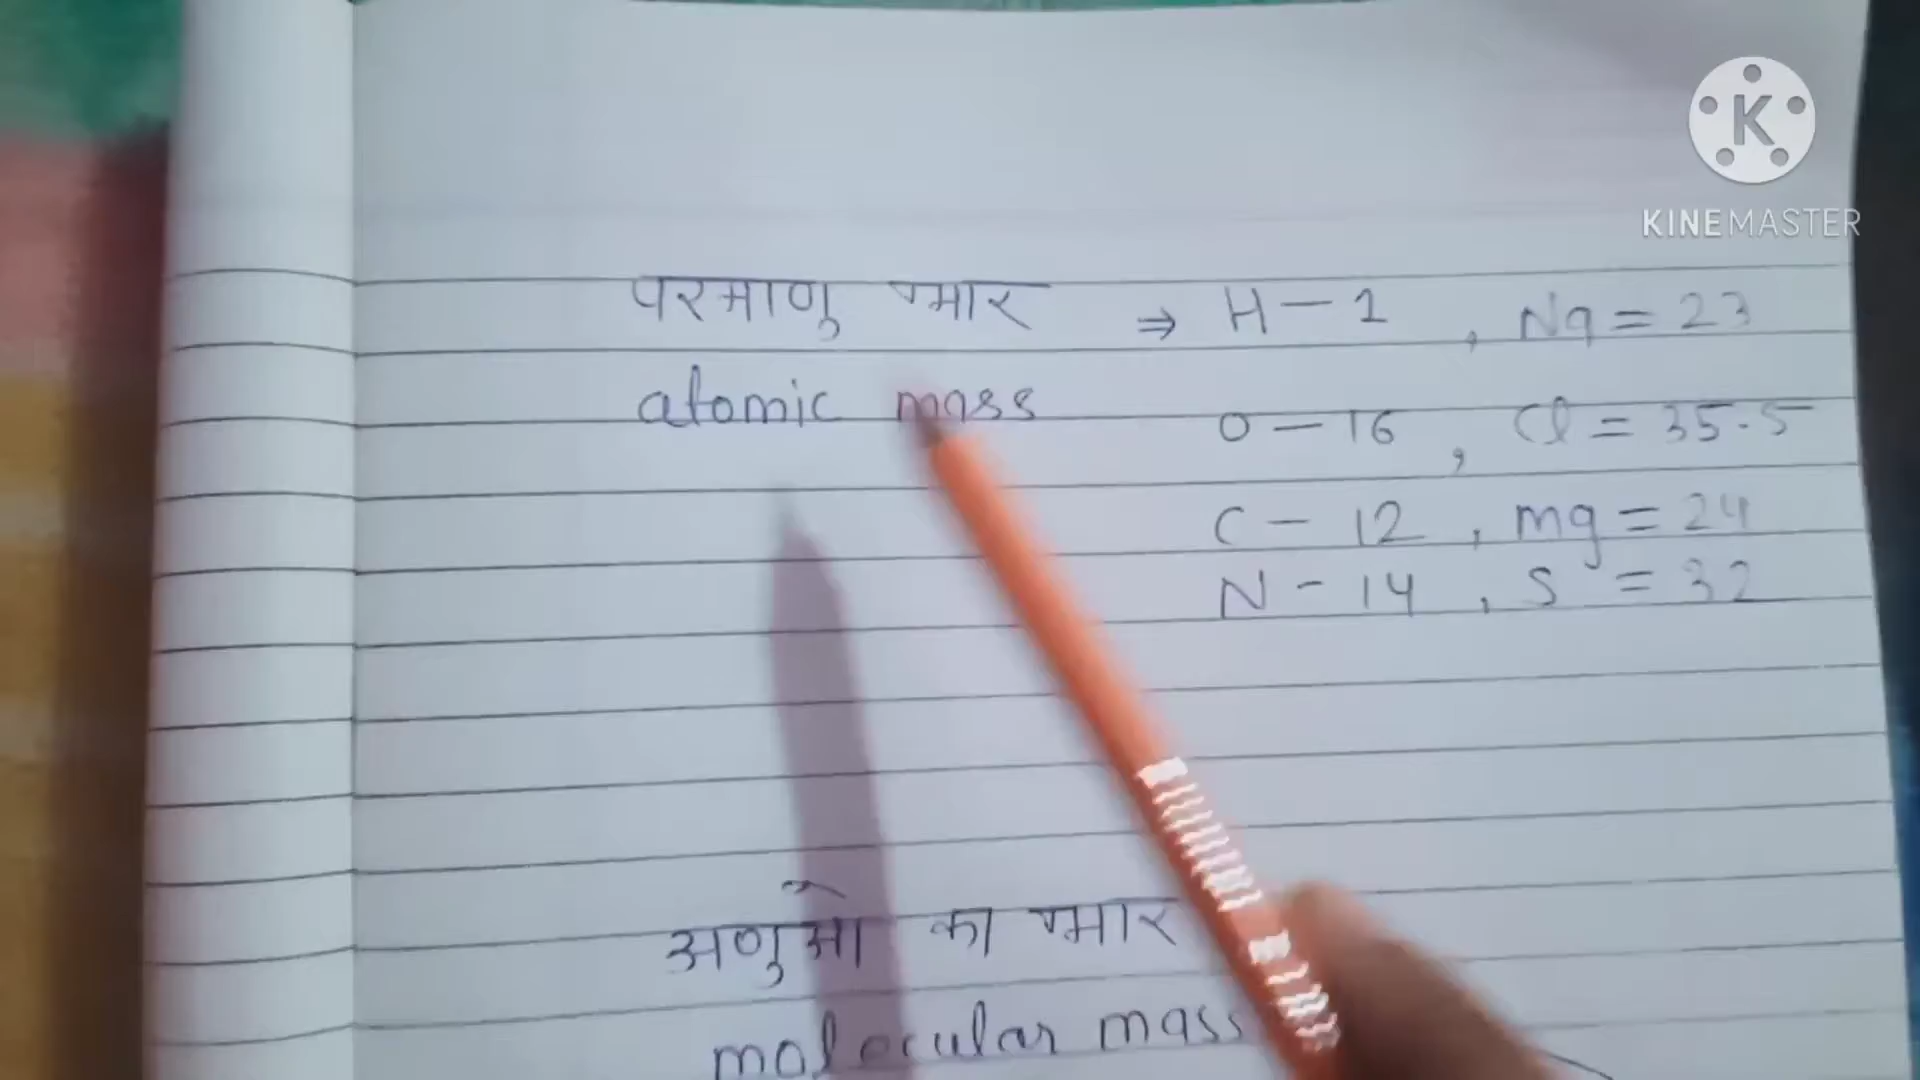 K
KINEMASTER
परमाणु भार ⇒ H – 1 , Na = 23
atomic mass
O – 16 , Cl = 35.5
C – 12 , mg = 24
N – 14 , S = 32
अणुओ का भार
molecular mass